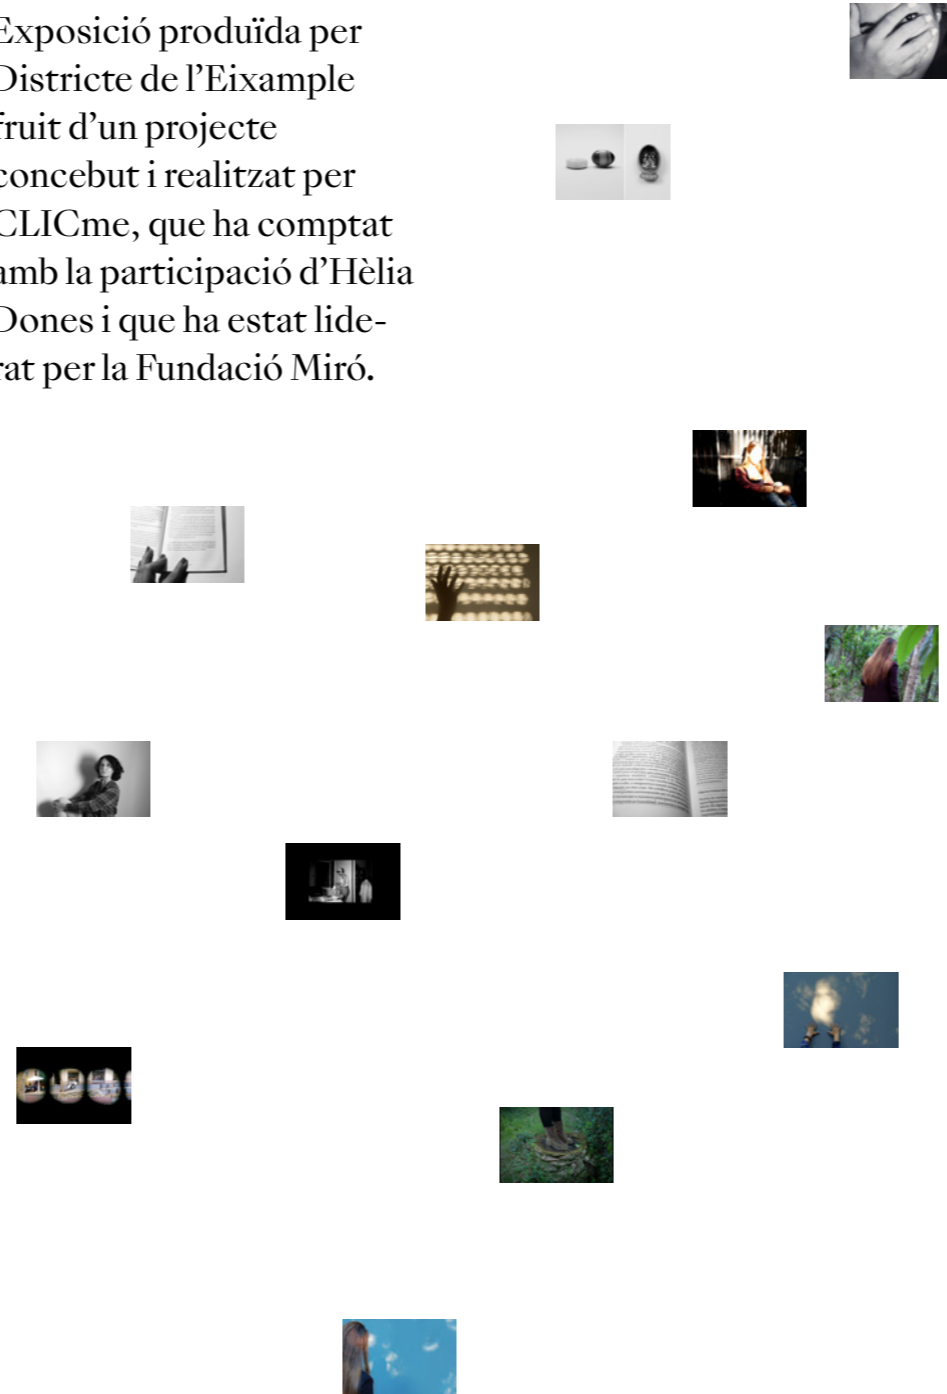 Exposició produïda per
Districte de l’Eixample
fruit d’un projecte
concebut i realitzat per
CLICme, que ha comptat
amb la participació d’Hèlia
Dones i que ha estat lide-
rat per la Fundació Miró.